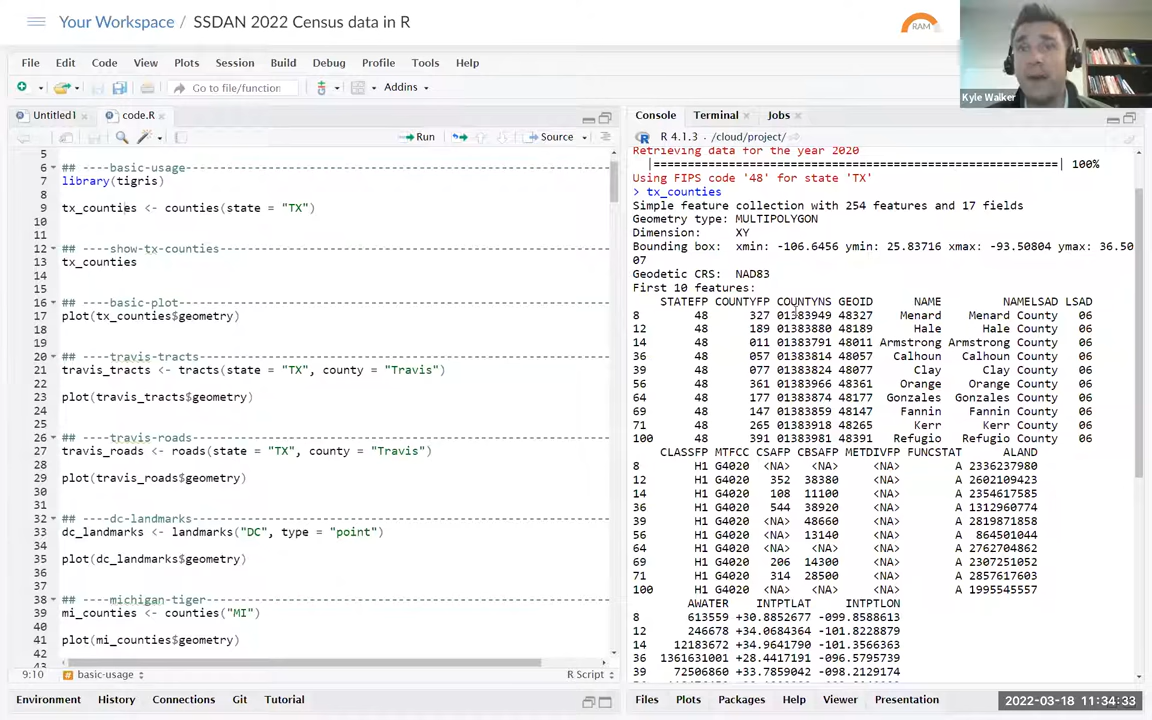 Your Workspace / SSDAN 2022 Census data in R
RAM
Kyle Walker
File Edit Code View Plots Session Build Debug Profile Tools Help
Go to file/function Addins
Untitled1 code.R
Run Source
5
6 ## ----basic-usage--------------------------------------------------------
7 library(tigris)
8
9 tx_counties <- counties(state = "TX")
10
11
12 ## ----show-tx-counties---------------------------------------------------
13 tx_counties
14
15
16 ## ----basic-plot---------------------------------------------------------
17 plot(tx_counties$geometry)
18
19
20 ## ----travis-tracts------------------------------------------------------
21 travis_tracts <- tracts(state = "TX", county = "Travis")
22
23 plot(travis_tracts$geometry)
24
25
26 ## ----travis-roads-------------------------------------------------------
27 travis_roads <- roads(state = "TX", county = "Travis")
28
29 plot(travis_roads$geometry)
30
31
32 ## ----dc-landmarks-------------------------------------------------------
33 dc_landmarks <- landmarks("DC", type = "point")
34
35 plot(dc_landmarks$geometry)
36
37
38 ## ----michigan-tiger-----------------------------------------------------
39 mi_counties <- counties("MI")
40
41 plot(mi_counties$geometry)
42
43
9:10 # basic-usage R Script
Environment History Connections Git Tutorial
Console Terminal Jobs
R 4.1.3 · /cloud/project/
Retrieving data for the year 2020
|==========================================================| 100%
Using FIPS code '48' for state 'TX'
> tx_counties
Simple feature collection with 254 features and 17 fields
Geometry type: MULTIPOLYGON
Dimension: XY
Bounding box: xmin: -106.6456 ymin: 25.83716 xmax: -93.50804 ymax: 36.50
07
Geodetic CRS: NAD83
First 10 features:
STATEFP COUNTYFP COUNTYNS GEOID NAME NAMELSAD LSAD
8 48 327 01383949 48327 Menard Menard County 06
12 48 189 01383880 48189 Hale Hale County 06
14 48 011 01383791 48011 Armstrong Armstrong County 06
36 48 057 01383814 48057 Calhoun Calhoun County 06
39 48 077 01383824 48077 Clay Clay County 06
56 48 361 01383966 48361 Orange Orange County 06
64 48 177 01383874 48177 Gonzales Gonzales County 06
69 48 147 01383859 48147 Fannin Fannin County 06
71 48 265 01383918 48265 Kerr Kerr County 06
100 48 391 01383981 48391 Refugio Refugio County 06
CLASSFP MTFCC CSAFP CBSAFP METDIVFP FUNCSTAT ALAND
8 H1 G4020 <NA> <NA> <NA> A 2336237980
12 H1 G4020 352 38380 <NA> A 2602109423
14 H1 G4020 108 11100 <NA> A 2354617585
36 H1 G4020 544 38920 <NA> A 1312960774
39 H1 G4020 <NA> 48660 <NA> A 2819871858
56 H1 G4020 <NA> 13140 <NA> A 864501044
64 H1 G4020 <NA> <NA> <NA> A 2762704862
69 H1 G4020 206 14300 <NA> A 2307251052
71 H1 G4020 314 28500 <NA> A 2857617603
100 H1 G4020 <NA> <NA> <NA> A 1995545557
AWATER INTPTLAT INTPTLON
8 613559 +30.8852677 -099.8588613
12 246678 +34.0684364 -101.8228879
14 12183672 +34.9641790 -101.3566363
36 1361631001 +28.4417191 -096.5795739
39 72506860 +33.7859042 -098.2129174
Files Plots Packages Help Viewer Presentation
2022-03-18 11:34:33